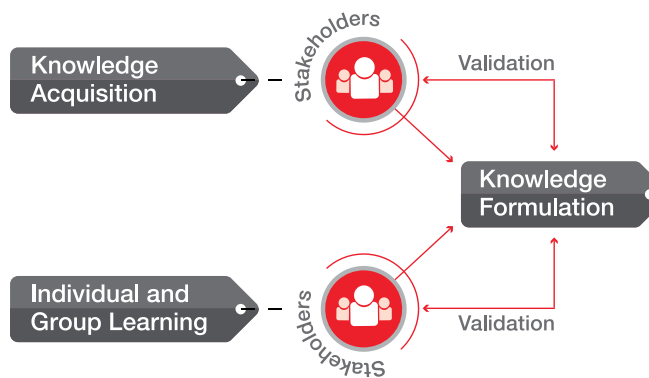 Stakeholders
Knowledge
Acquisition
Validation
Knowledge
Formulation
Individual and
Group Learning
Stakeholders
Validation